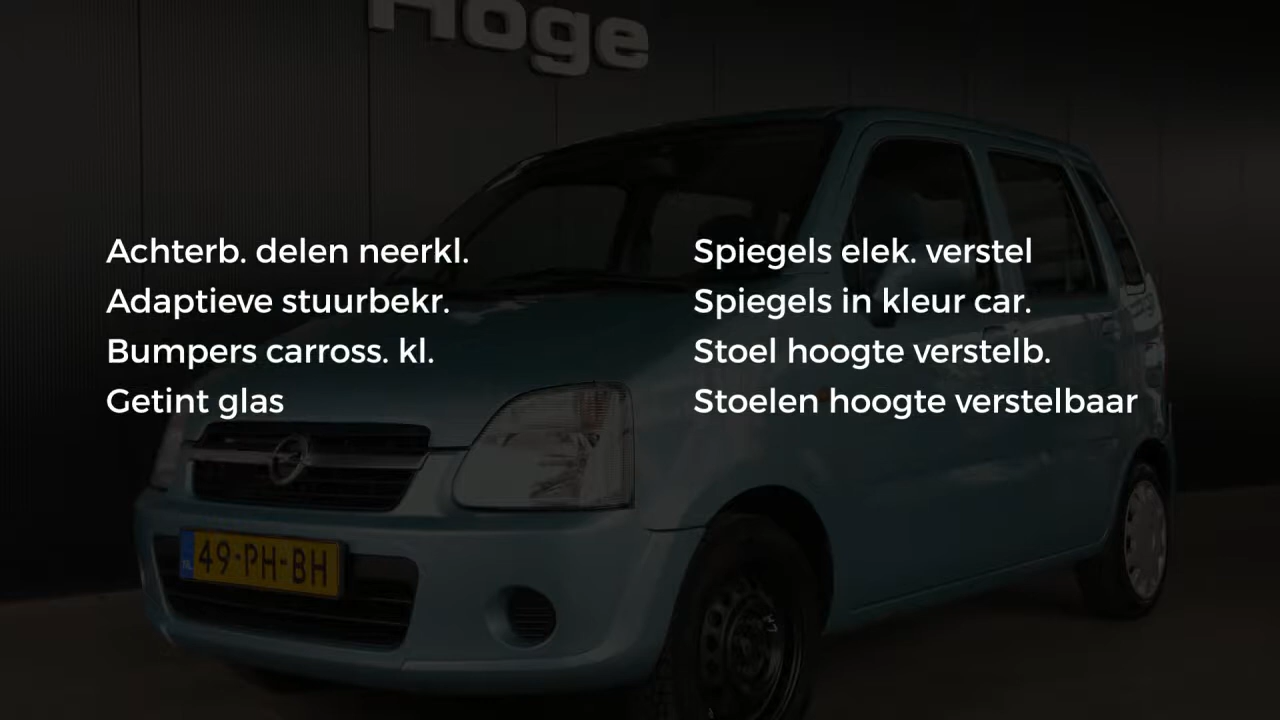 Hoge
Achterb. delen neerkl.
Adaptieve stuurbekr.
Bumpers carross. kl.
Getint glas
Spiegels elek. verstel
Spiegels in kleur car.
Stoel hoogte verstelb.
Stoelen hoogte verstelbaar
NL
49-PH-BH